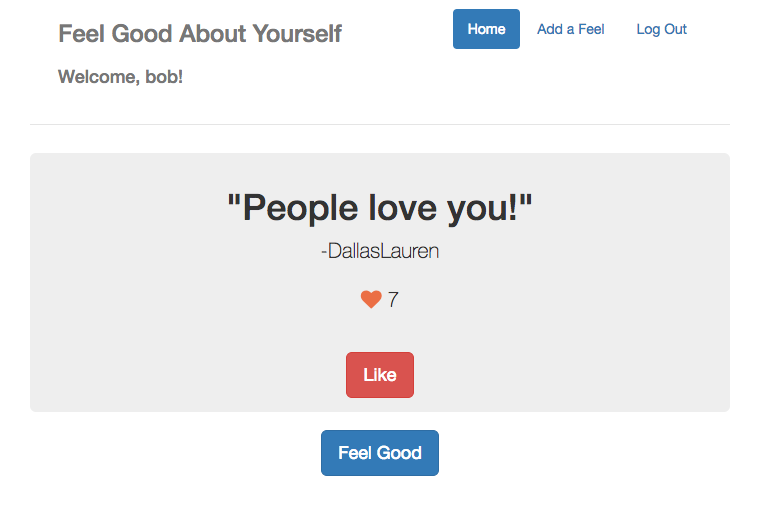 Feel Good About Yourself
Home Add a Feel Log Out
Welcome, bob!
"People love you!"
-DallasLauren
7
Like
Feel Good